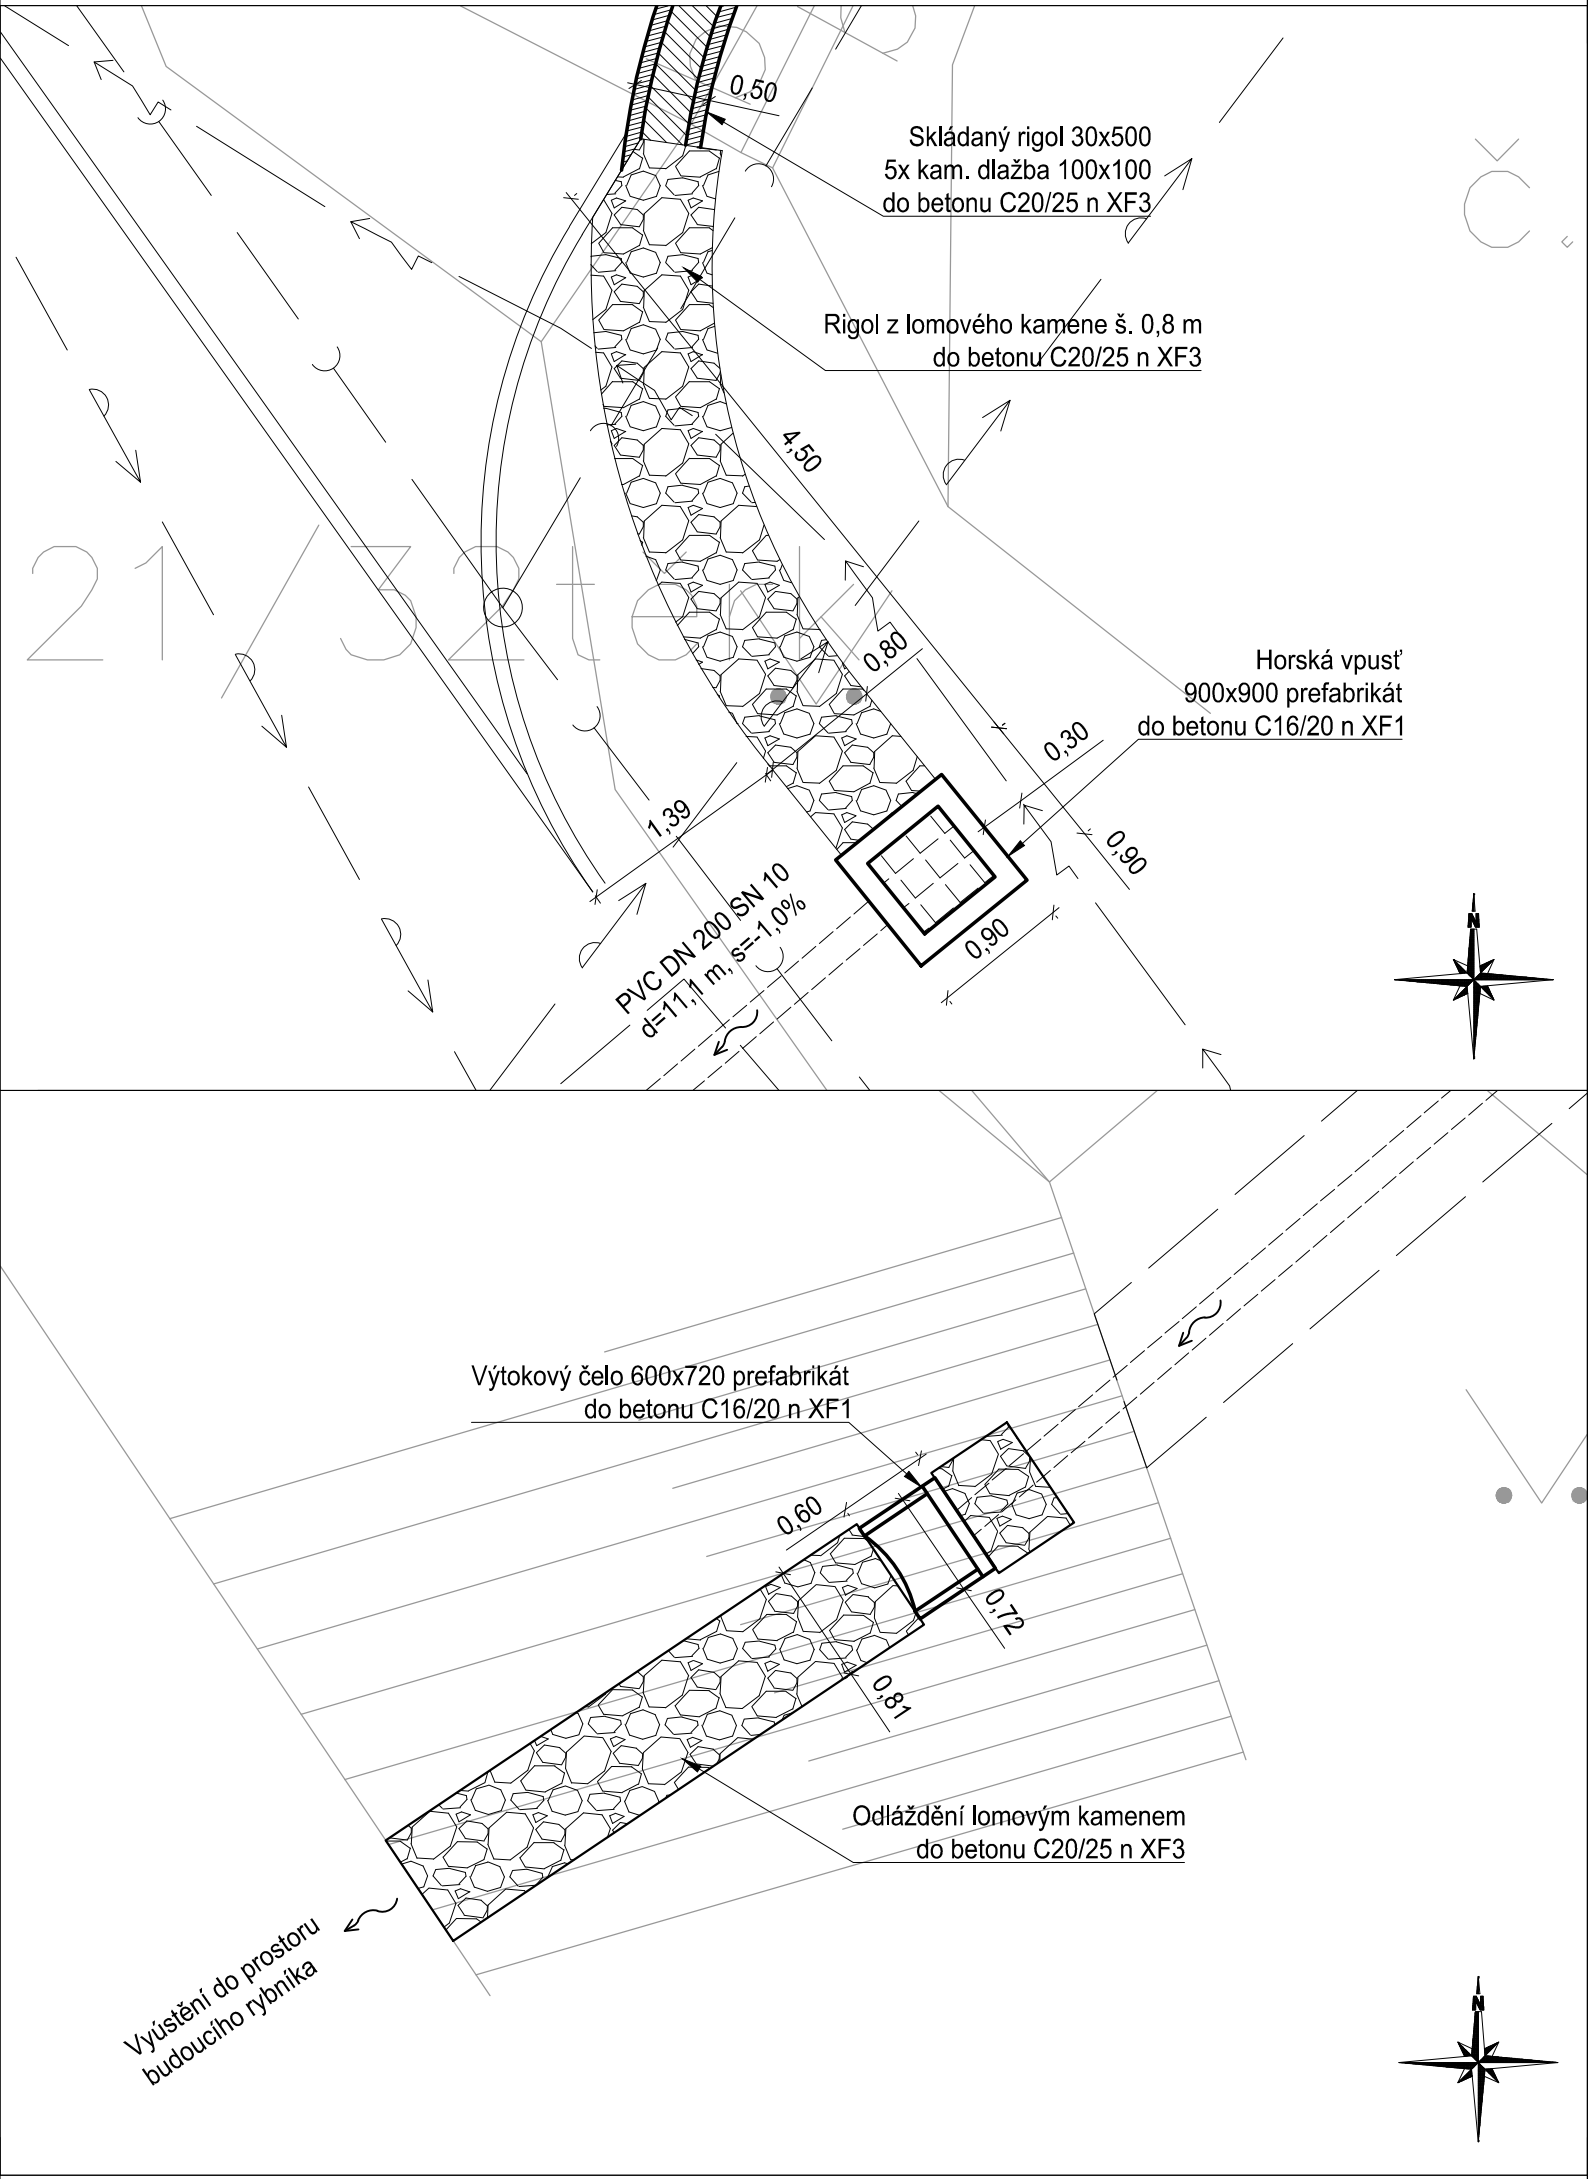 0,50
Skládaný rigol 30x500
5x kam. dlažba 100x100
do betonu C20/25 n XF3
Č
Rigol z lomového kamene š. 0,8 m
do betonu C20/25 n XF3
4,50
21/32
0,80
Horská vpusť
900x900 prefabrikát
do betonu C16/20 n XF1
0,30
1,39
0,90
0,90
PVC DN 200 SN 10
d=11,1 m, s=-1,0%
N
Výtokový čelo 600x720 prefabrikát
do betonu C16/20 n XF1
0,60
0,72
0,81
Odláždění lomovým kamenem
do betonu C20/25 n XF3
Vyústění do prostoru
budoucího rybníka
N